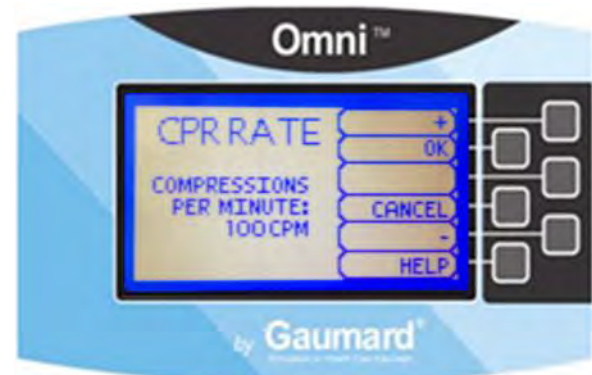 Omni™
CPR RATE
COMPRESSIONS
PER MINUTE:
100CPM
+
OK
CANCEL
-
HELP
by Gaumard®